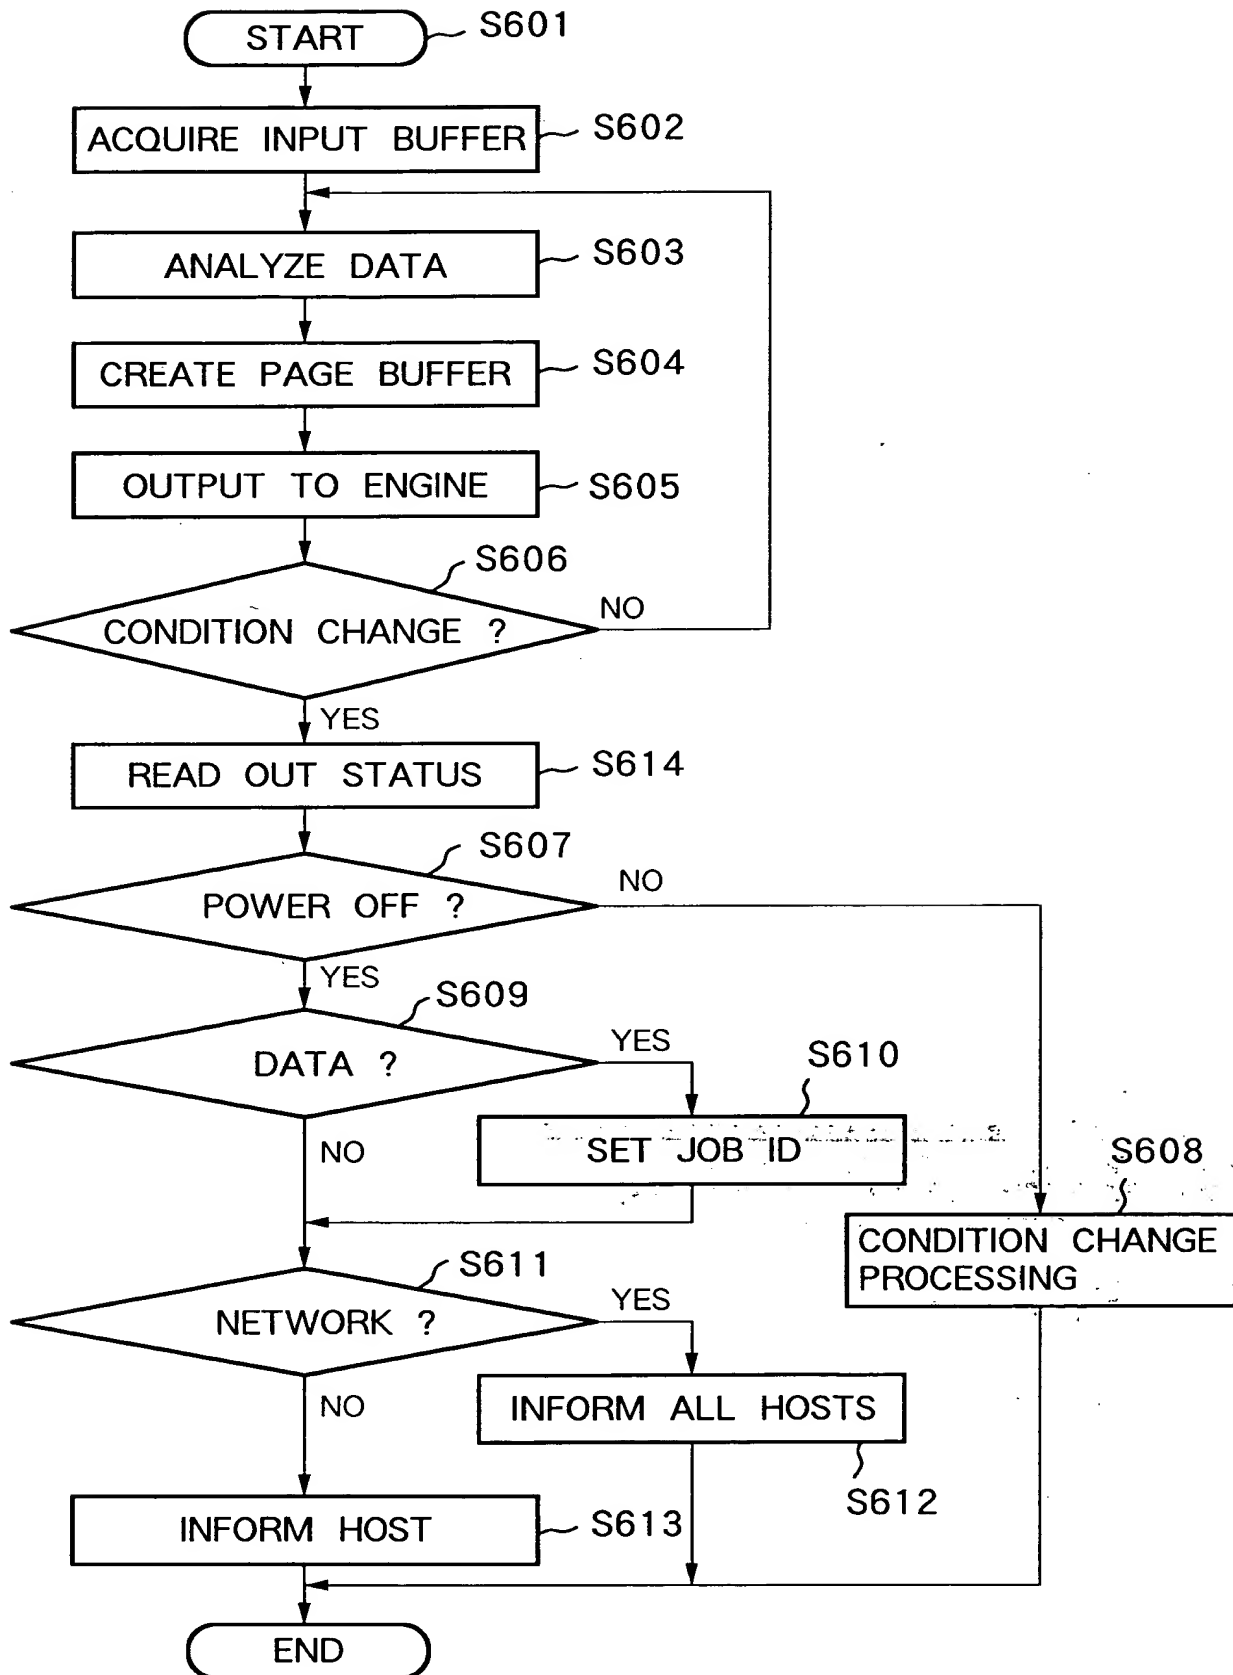 START
S601
ACQUIRE INPUT BUFFER
S602
ANALYZE DATA
S603
CREATE PAGE BUFFER
S604
OUTPUT TO ENGINE
S605
S606
CONDITION CHANGE ?
NO
YES
READ OUT STATUS
S614
S607
POWER OFF ?
NO
YES
S609
DATA ?
YES
S610
NO
SET JOB ID
S608
CONDITION CHANGE
PROCESSING
S611
NETWORK ?
YES
NO
INFORM ALL HOSTS
S612
INFORM HOST
S613
END